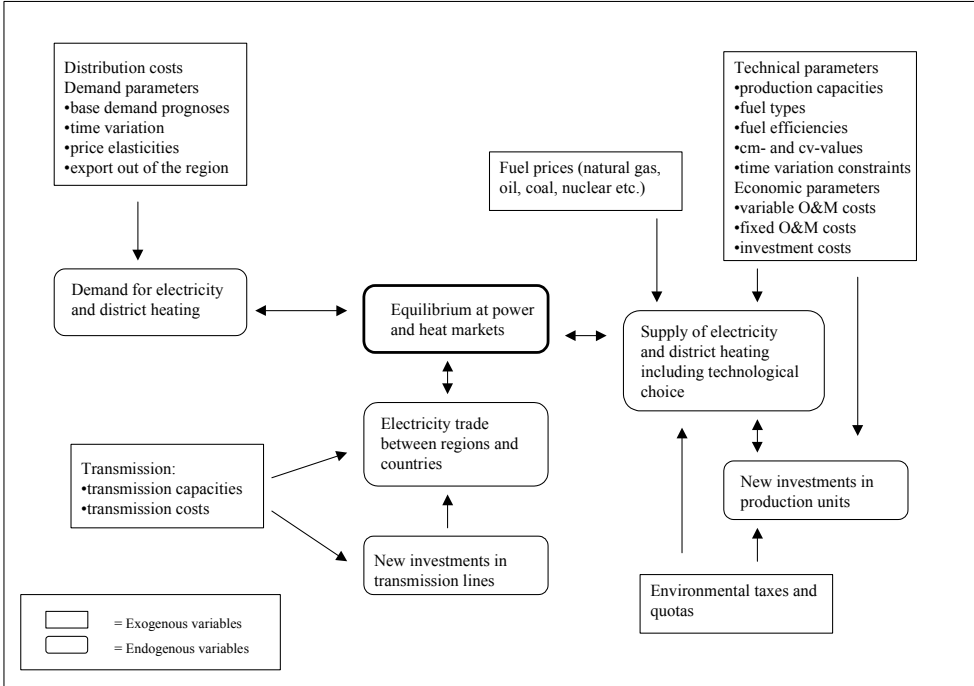 Distribution costs
Demand parameters
•base demand prognoses
•time variation
•price elasticities
•export out of the region
Technical parameters
•production capacities
•fuel types
•fuel efficiencies
•cm- and cv-values
•time variation constraints
Economic parameters
•variable O&M costs
•fixed O&M costs
•investment costs
Fuel prices (natural gas,
oil, coal, nuclear etc.)
Demand for electricity
and district heating
Equilibrium at power
and heat markets
Supply of electricity
and district heating
including technological
choice
Electricity trade
between regions and
countries
Transmission:
•transmission capacities
•transmission costs
New investments in
production units
New investments in
transmission lines
Environmental taxes and
quotas
= Exogenous variables
= Endogenous variables